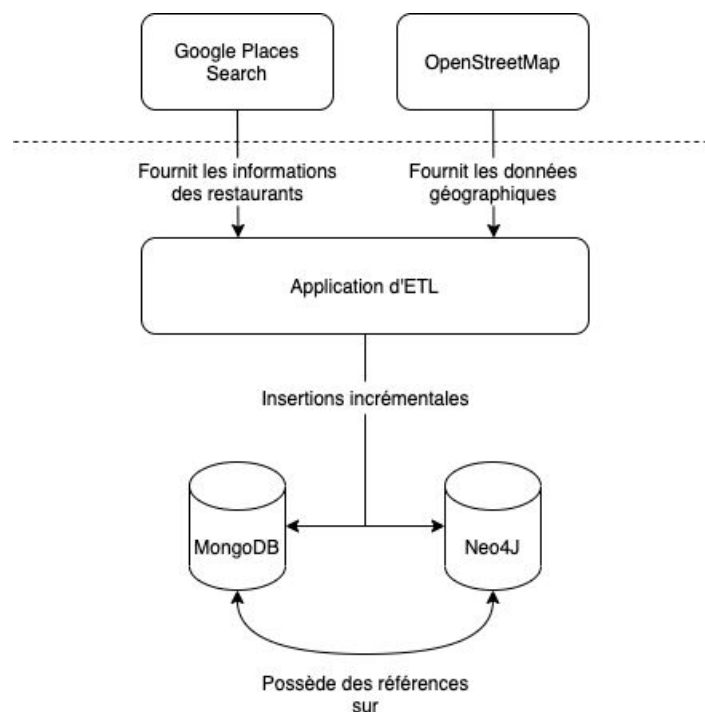 Google Places
Search
OpenStreetMap
Fournit les informations
des restaurants
Fournit les données
géographiques
Application d'ETL
Insertions incrémentales
MongoDB
Neo4J
Possède des références
sur